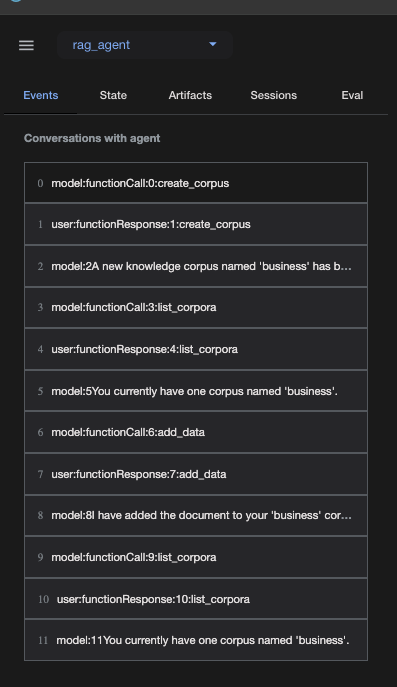 rag_agent
Events State Artifacts Sessions Eval
Conversations with agent
0 model:functionCall:0:create_corpus
1 user:functionResponse:1:create_corpus
2 model:2A new knowledge corpus named 'business' has b...
3 model:functionCall:3:list_corpora
4 user:functionResponse:4:list_corpora
5 model:5You currently have one corpus named 'business'.
6 model:functionCall:6:add_data
7 user:functionResponse:7:add_data
8 model:8I have added the document to your 'business' cor...
9 model:functionCall:9:list_corpora
10 user:functionResponse:10:list_corpora
11 model:11You currently have one corpus named 'business'.